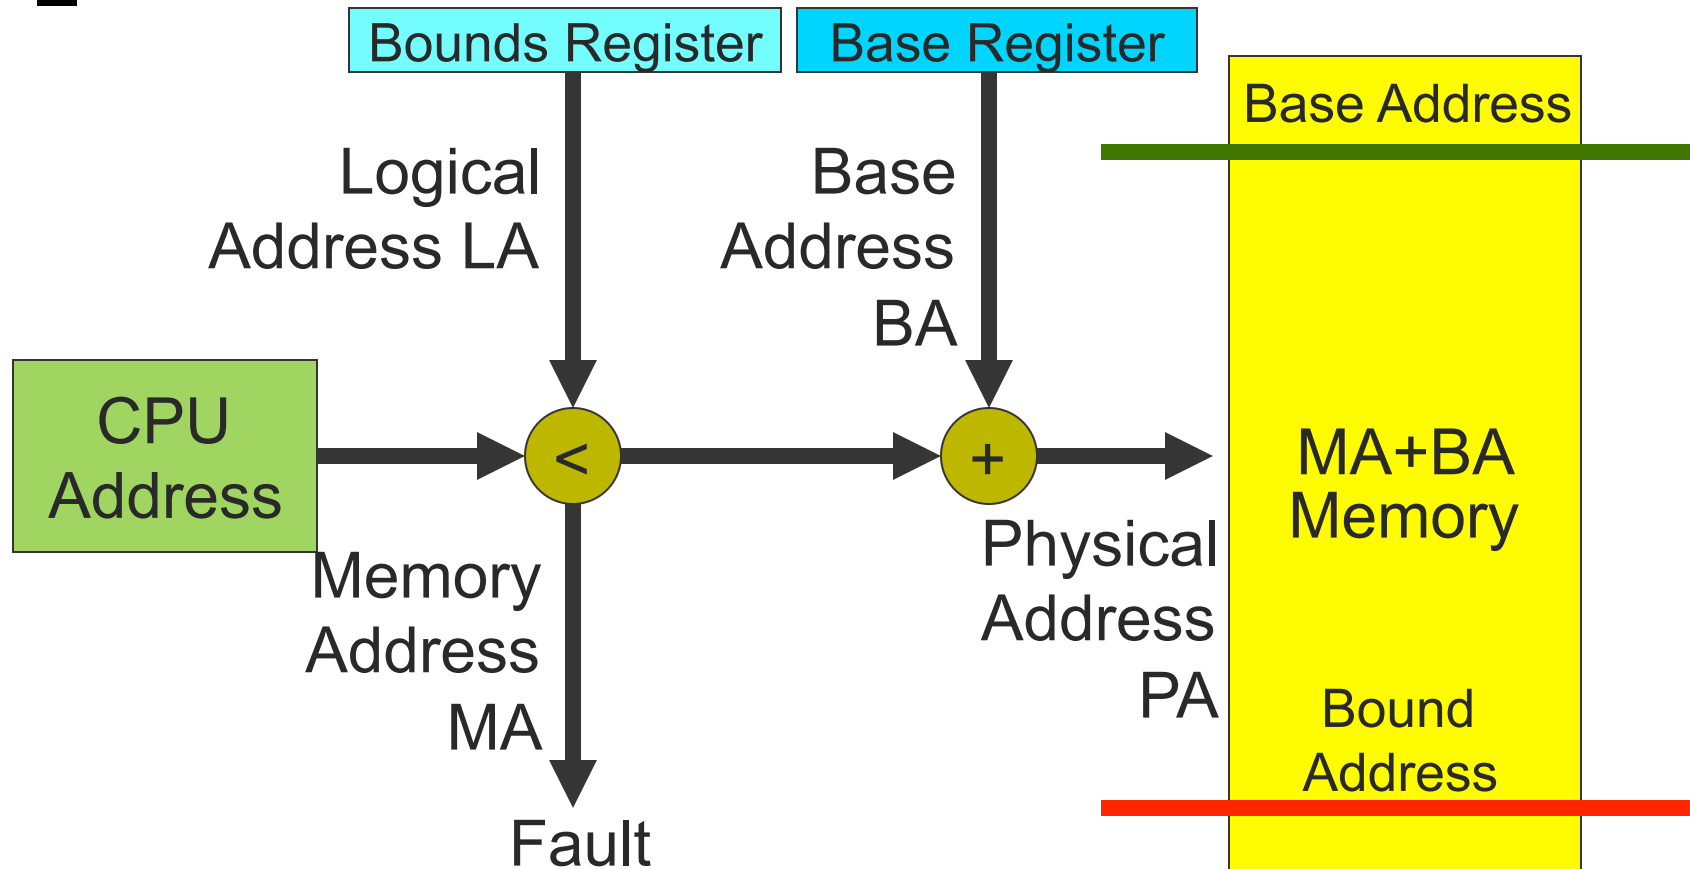 Bounds Register
Base Register
Base Address
Logical
Address LA
Base
Address
BA
CPU
Address
<
+
MA+BA
Memory
Memory
Address
MA
Physical
Address
PA
Bound
Address
Fault